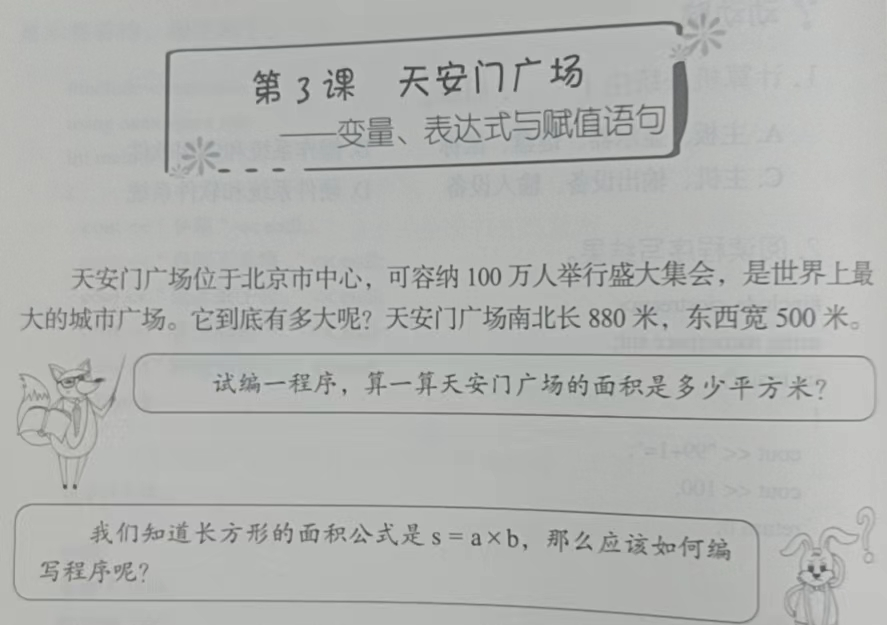 第3课 天安门广场
——变量、表达式与赋值语句
天安门广场位于北京市中心，可容纳100万人举行盛大集会，是世界上最
大的城市广场。它到底有多大呢？天安门广场南北长880米，东西宽500米。
试编一程序，算一算天安门广场的面积是多少平方米？
我们知道长方形的面积公式是s=a×b，那么应该如何编
写程序呢？